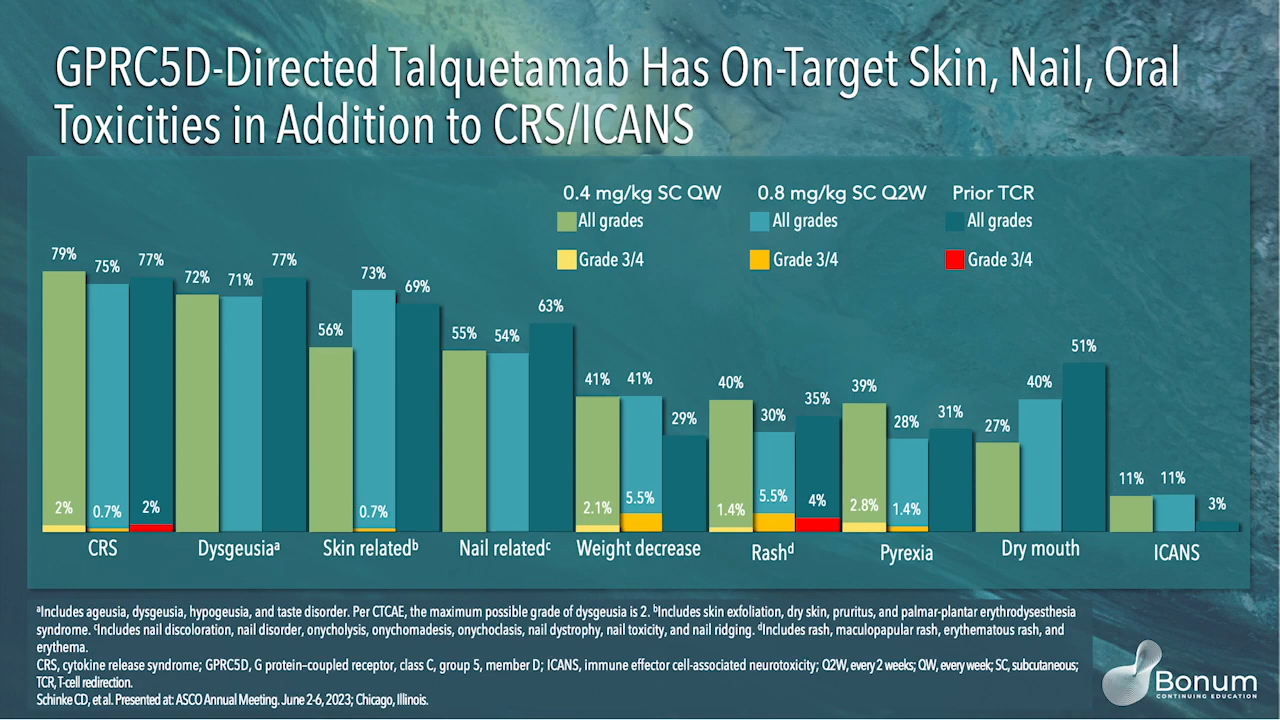 GPRC5D-Directed Talquetamab Has On-Target Skin, Nail, Oral
Toxicities in Addition to CRS/ICANS
0.4 mg/kg SC QW 0.8 mg/kg SC Q2W Prior TCR
All grades All grades All grades
Grade 3/4 Grade 3/4 Grade 3/4
79% 75% 77% 72% 71% 77% 56% 73% 69% 55% 54% 63% 41% 41% 29% 40% 30% 35% 39% 28% 31% 27% 40% 51% 11% 11% 3%
2% 0.7% 2% 0.7% 2.1% 5.5% 1.4% 5.5% 4% 2.8% 1.4%
CRS Dysgeusiaᵃ Skin relatedᵇ Nail relatedᶜ Weight decrease Rashᵈ Pyrexia Dry mouth ICANS
ᵃIncludes ageusia, dysgeusia, hypogeusia, and taste disorder. Per CTCAE, the maximum possible grade of dysgeusia is 2. ᵇIncludes skin exfoliation, dry skin, pruritus, and palmar-plantar erythrodysesthesia
syndrome. ᶜIncludes nail discoloration, nail disorder, onycholysis, onychomadesis, onychoclasis, nail dystrophy, nail toxicity, and nail ridging. ᵈIncludes rash, maculopapular rash, erythematous rash, and
erythema.
CRS, cytokine release syndrome; GPRC5D, G protein–coupled receptor, class C, group 5, member D; ICANS, immune effector cell-associated neurotoxicity; Q2W, every 2 weeks; QW, every week; SC, subcutaneous;
TCR, T-cell redirection.
Schinke CD, et al. Presented at: ASCO Annual Meeting. June 2-6, 2023; Chicago, Illinois.
Bonum
CONTINUING EDUCATION